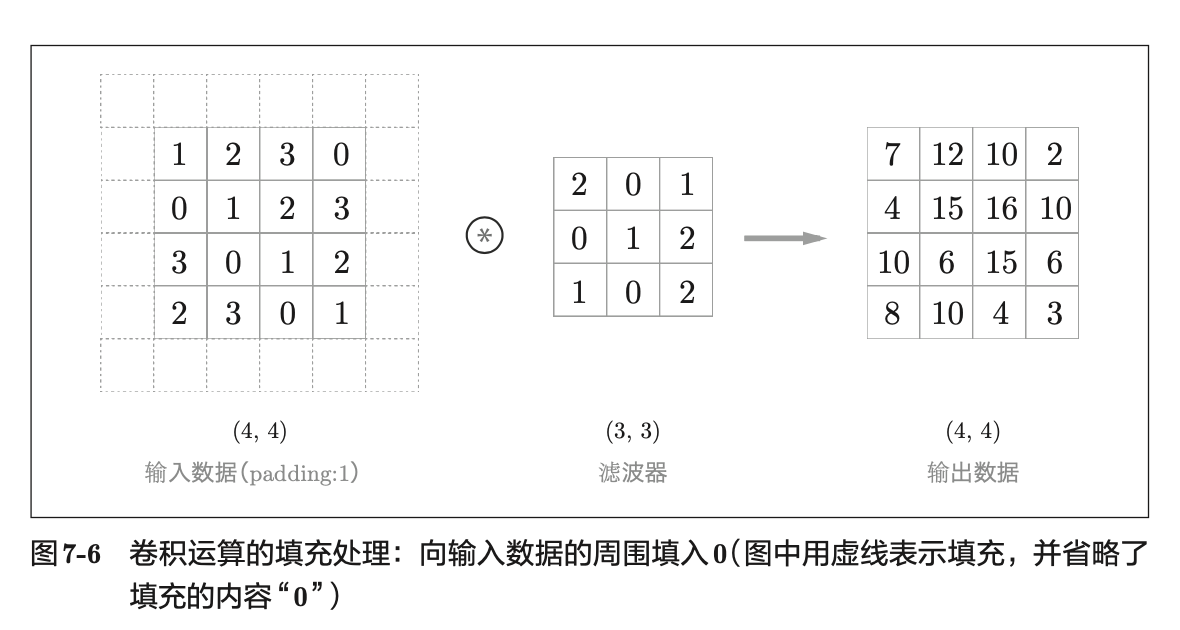 1 2 3 0
0 1 2 3
3 0 1 2
2 3 0 1
(4, 4)
输入数据(padding:1)
*
2 0 1
0 1 2
1 0 2
(3, 3)
滤波器
7 12 10 2
4 15 16 10
10 6 15 6
8 10 4 3
(4, 4)
输出数据
图7-6 卷积运算的填充处理：向输入数据的周围填入0(图中用虚线表示填充，并省略了
填充的内容“0”)